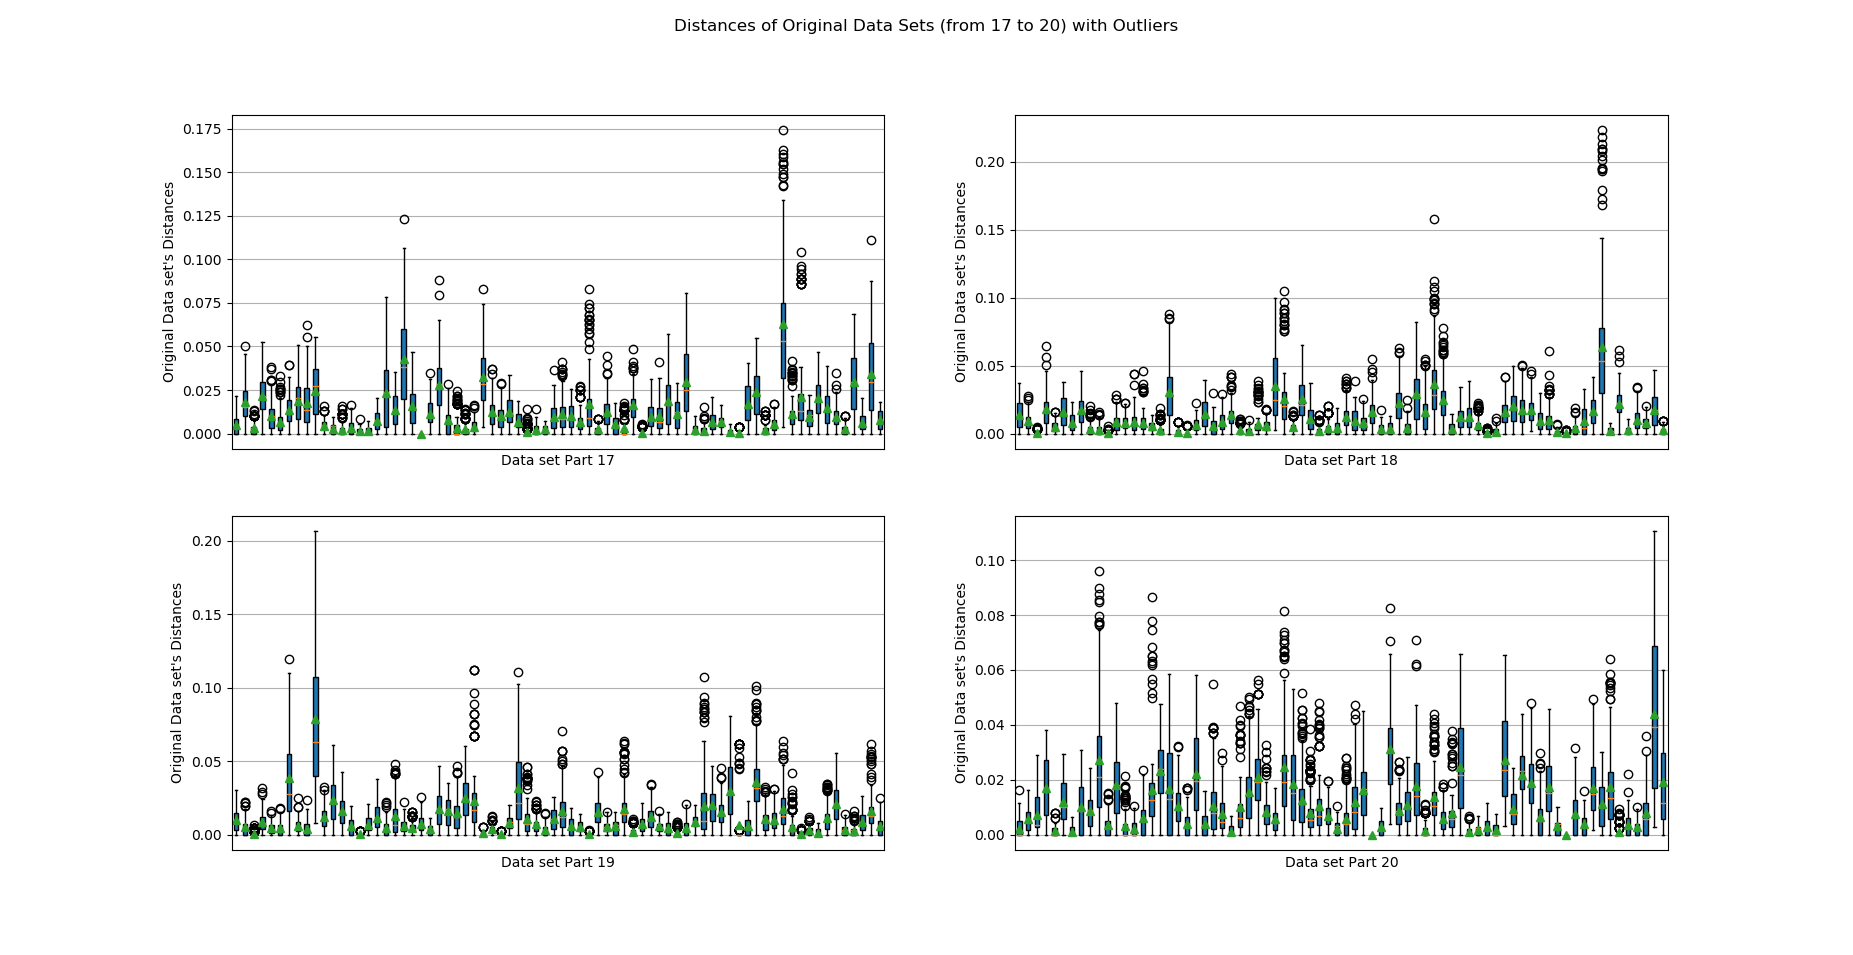 Distances of Original Data Sets (from 17 to 20) with Outliers
Original Data set's Distances
0.175
0.150
0.125
0.100
0.075
0.050
0.025
0.000
Data set Part 17
Original Data set's Distances
0.20
0.15
0.10
0.05
0.00
Data set Part 18
Original Data set's Distances
0.20
0.15
0.10
0.05
0.00
Data set Part 19
Original Data set's Distances
0.10
0.08
0.06
0.04
0.02
0.00
Data set Part 20